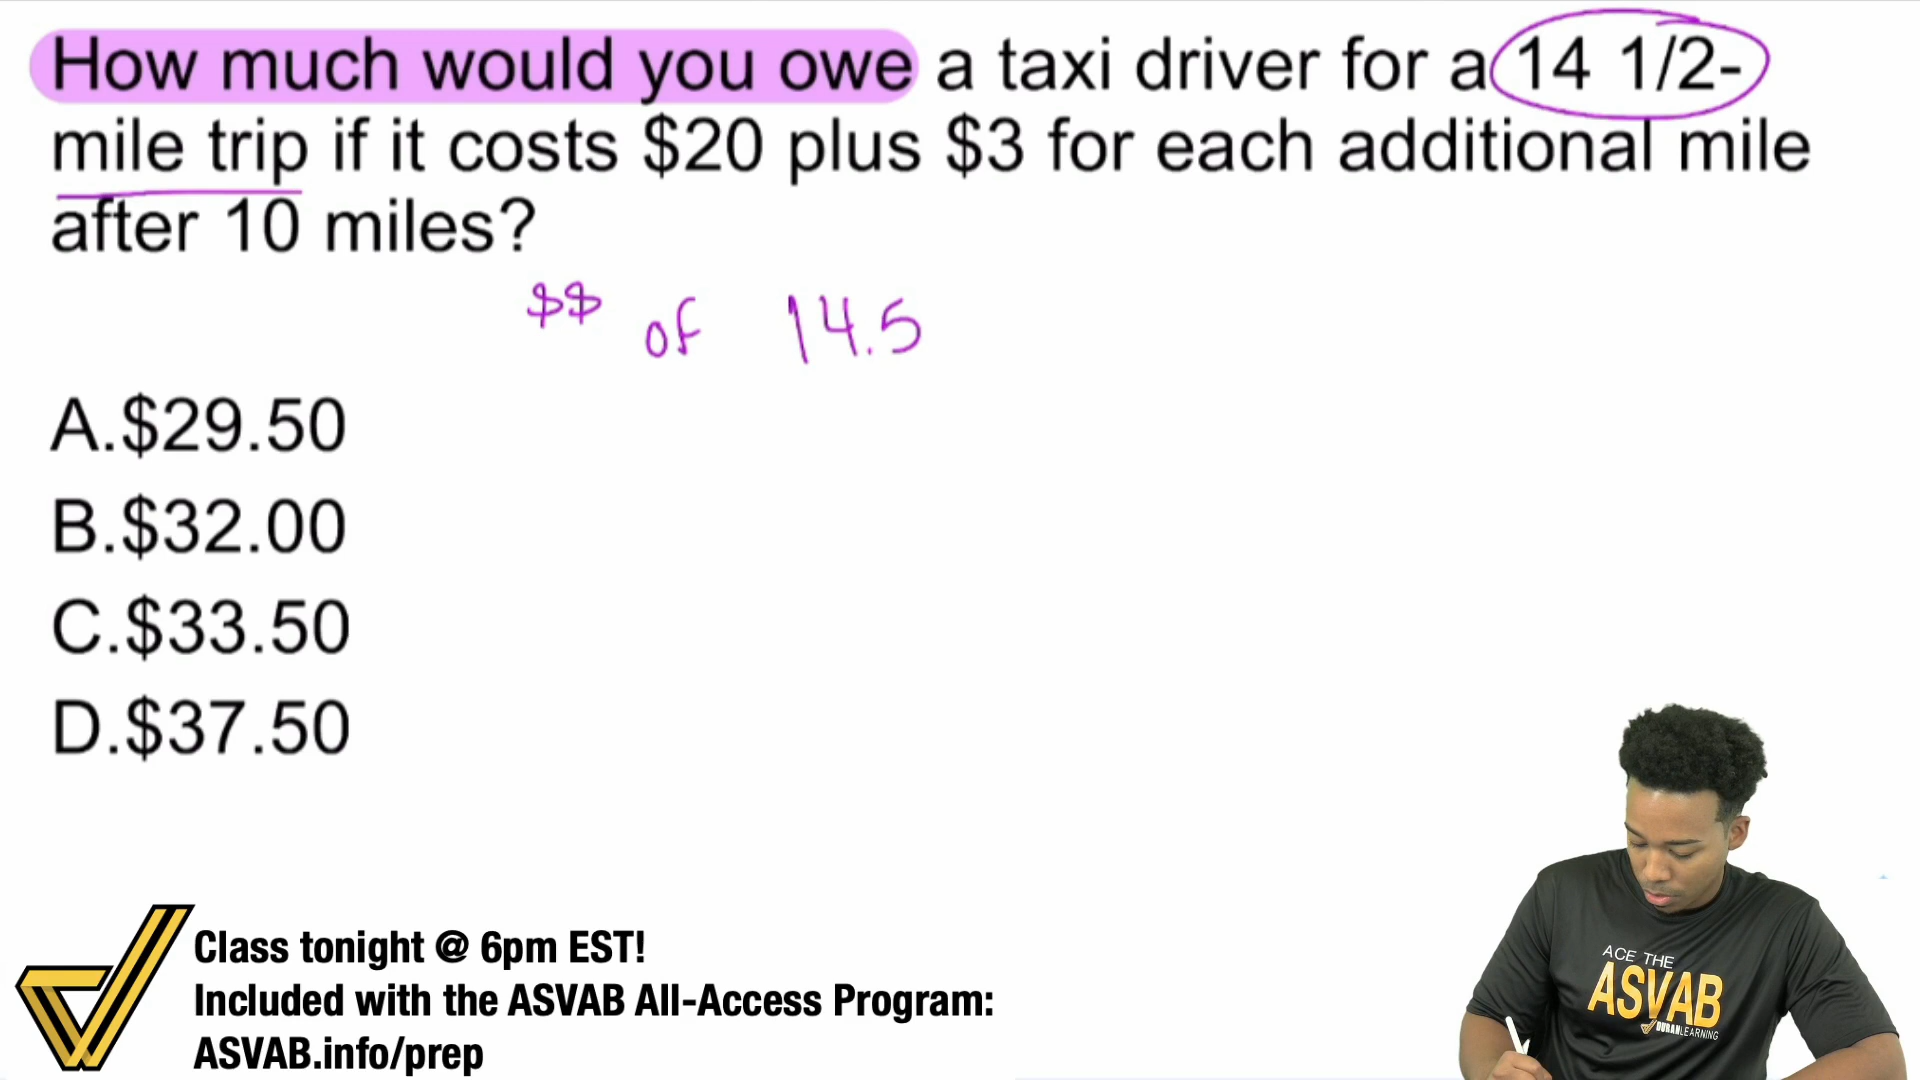 How much would you owe a taxi driver for a 14 1/2-
mile trip if it costs $20 plus $3 for each additional mile
after 10 miles?
$$ of 14.5
A.$29.50
B.$32.00
C.$33.50
D.$37.50
Class tonight @ 6pm EST!
Included with the ASVAB All-Access Program:
ASVAB.info/prep
ACE THE
ASVAB
DURANLEARNING